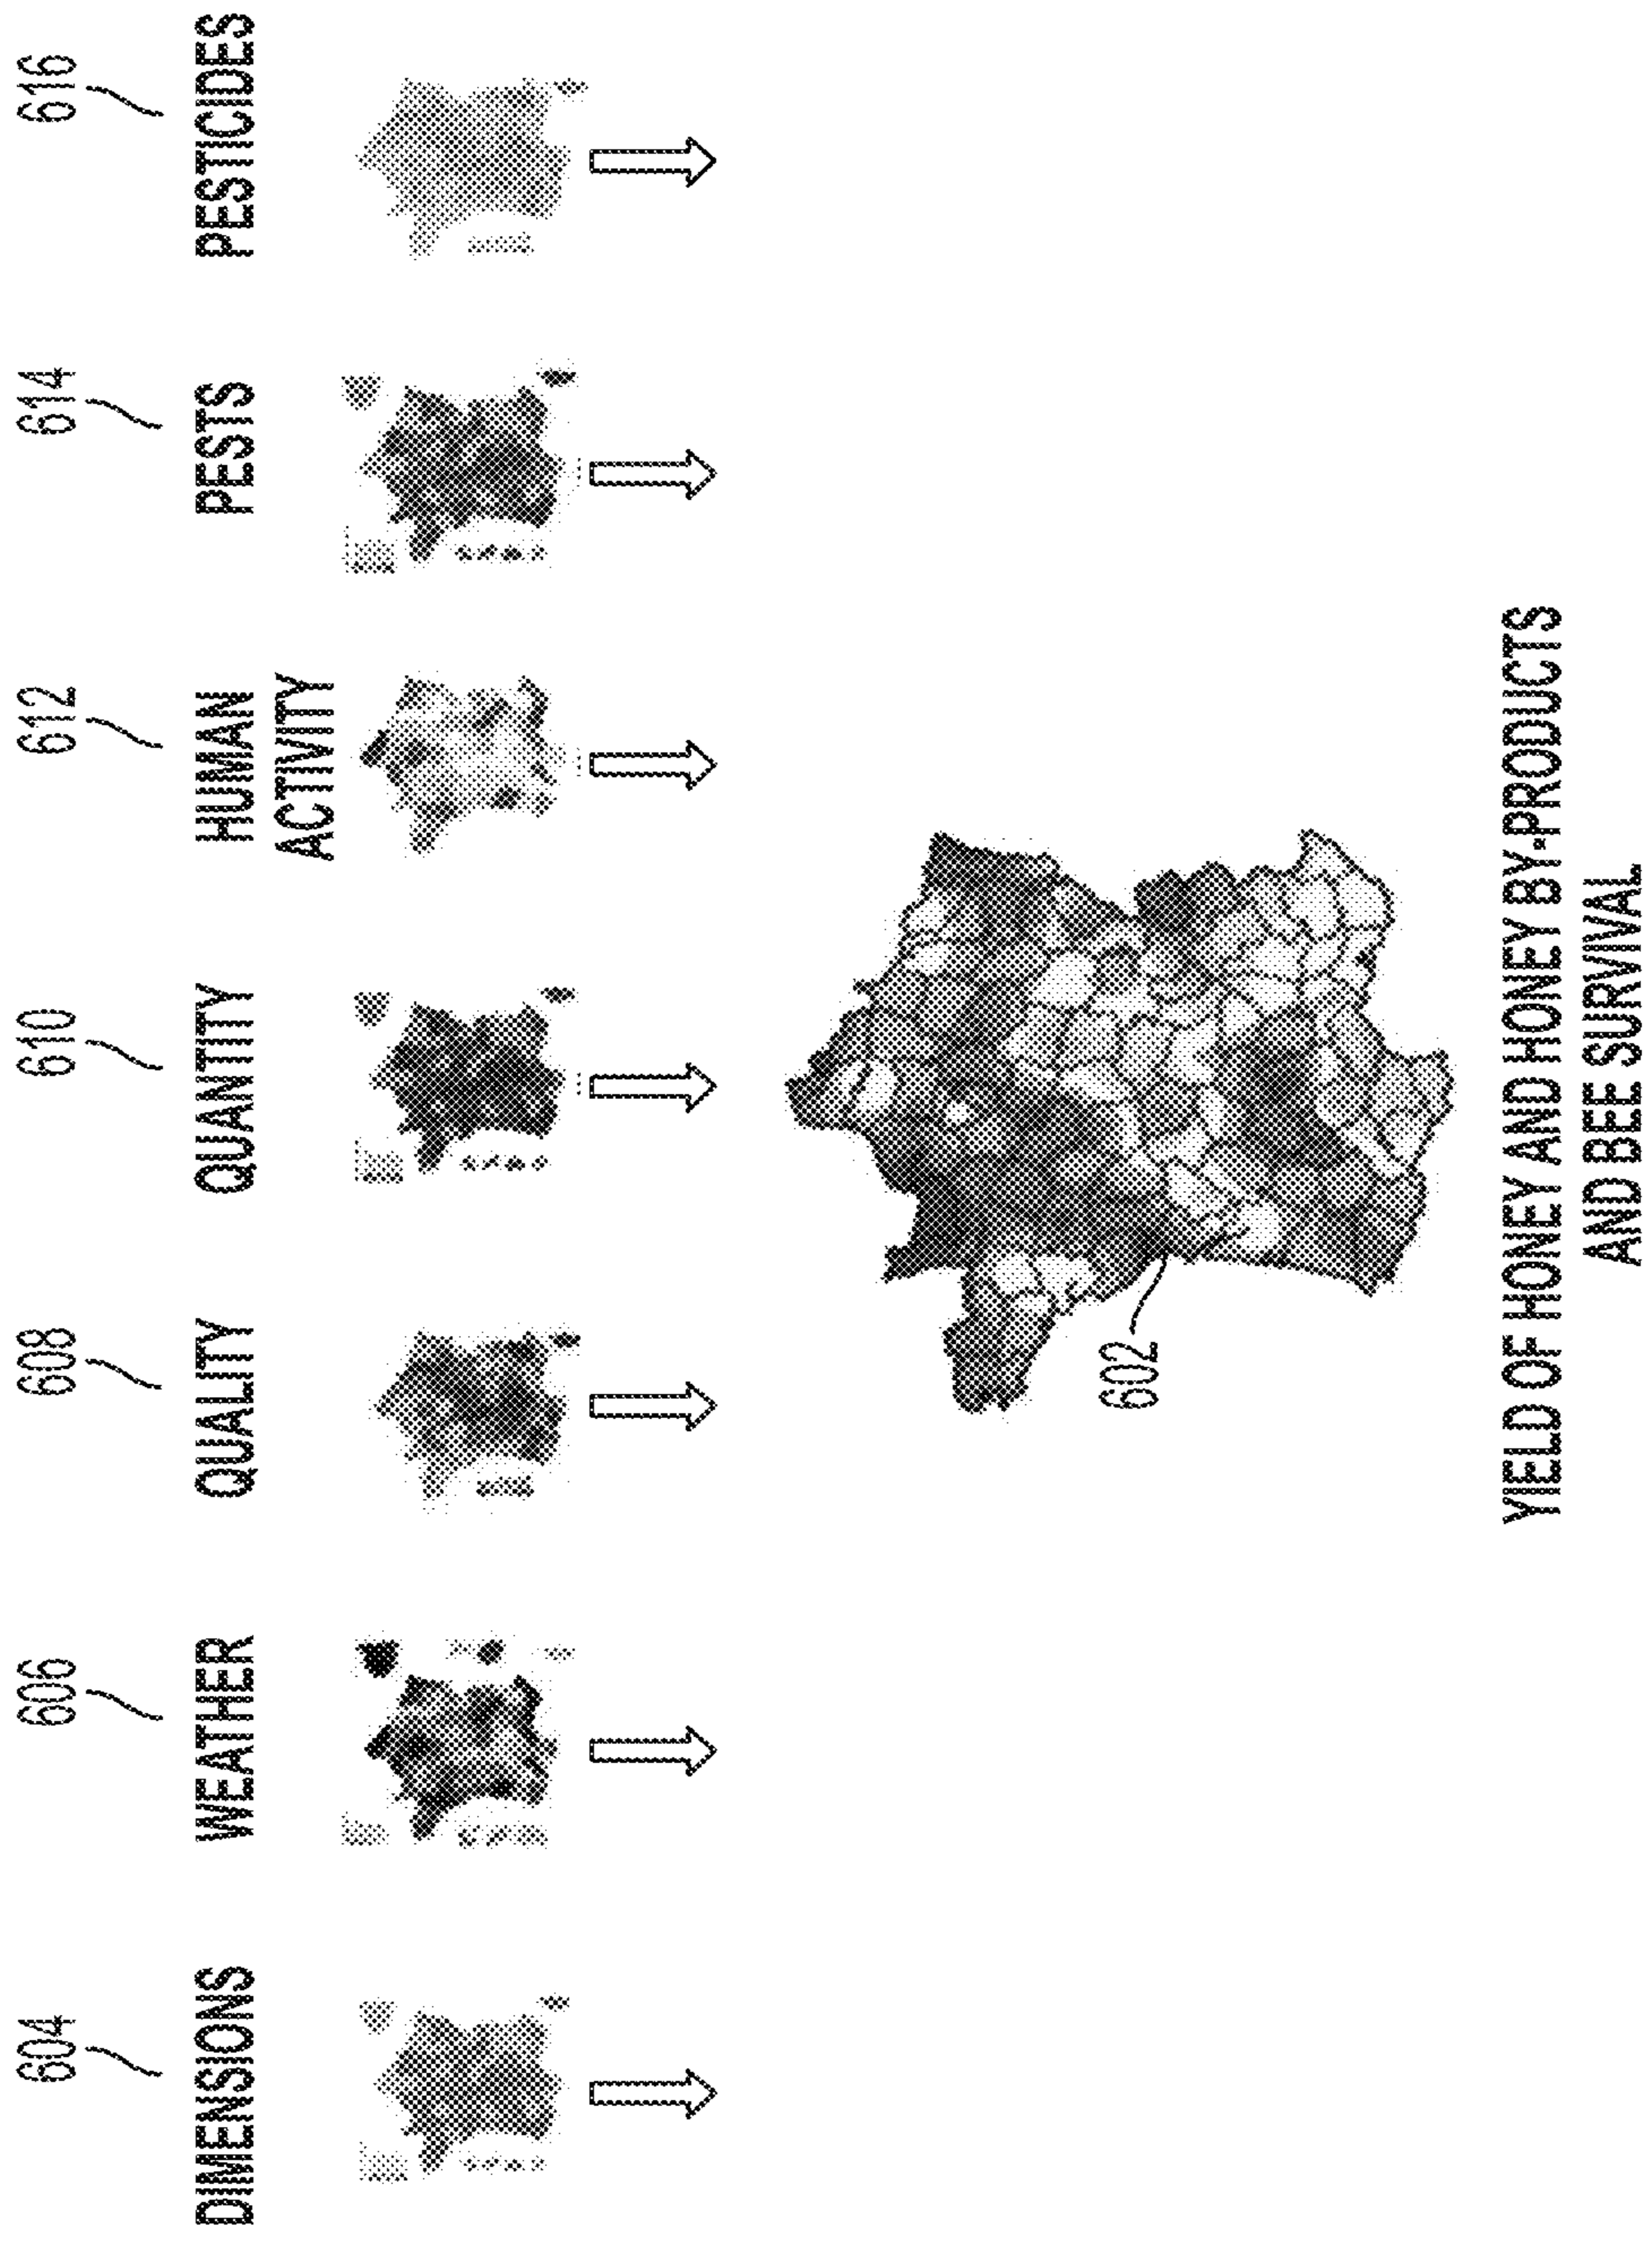 604
606
608
610
612
614
616
DIMENSIONS
WEATHER
QUALITY
QUANTITY
HUMAN
ACTIVITY
PESTS
PESTICIDES
602
YIELD OF HONEY AND HONEY BY-PRODUCTS
AND BEE SURVIVAL